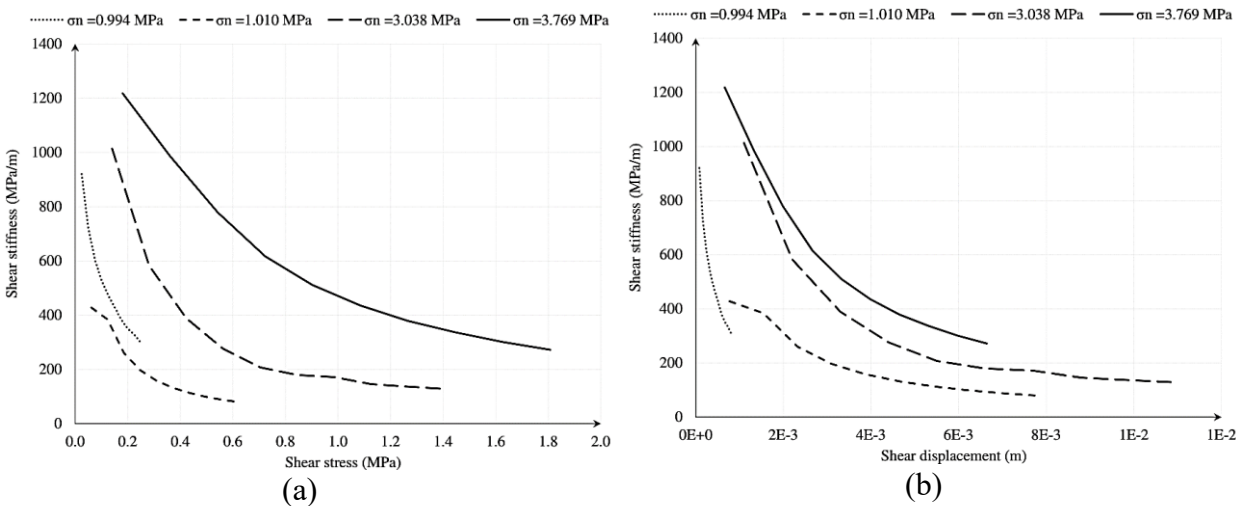 σn =0.994 MPa σn =1.010 MPa σn =3.038 MPa σn =3.769 MPa
1400
1200
1000
800
600
400
200
0
Shear stiffness (MPa/m)
0.0 0.2 0.4 0.6 0.8 1.0 1.2 1.4 1.6 1.8 2.0
Shear stress (MPa)
(a)
σn =0.994 MPa σn =1.010 MPa σn =3.038 MPa σn =3.769 MPa
1400
1200
1000
800
600
400
200
0
Shear stiffness (MPa/m)
0E+0 2E-3 4E-3 6E-3 8E-3 1E-2 1E-2
Shear displacement (m)
(b)